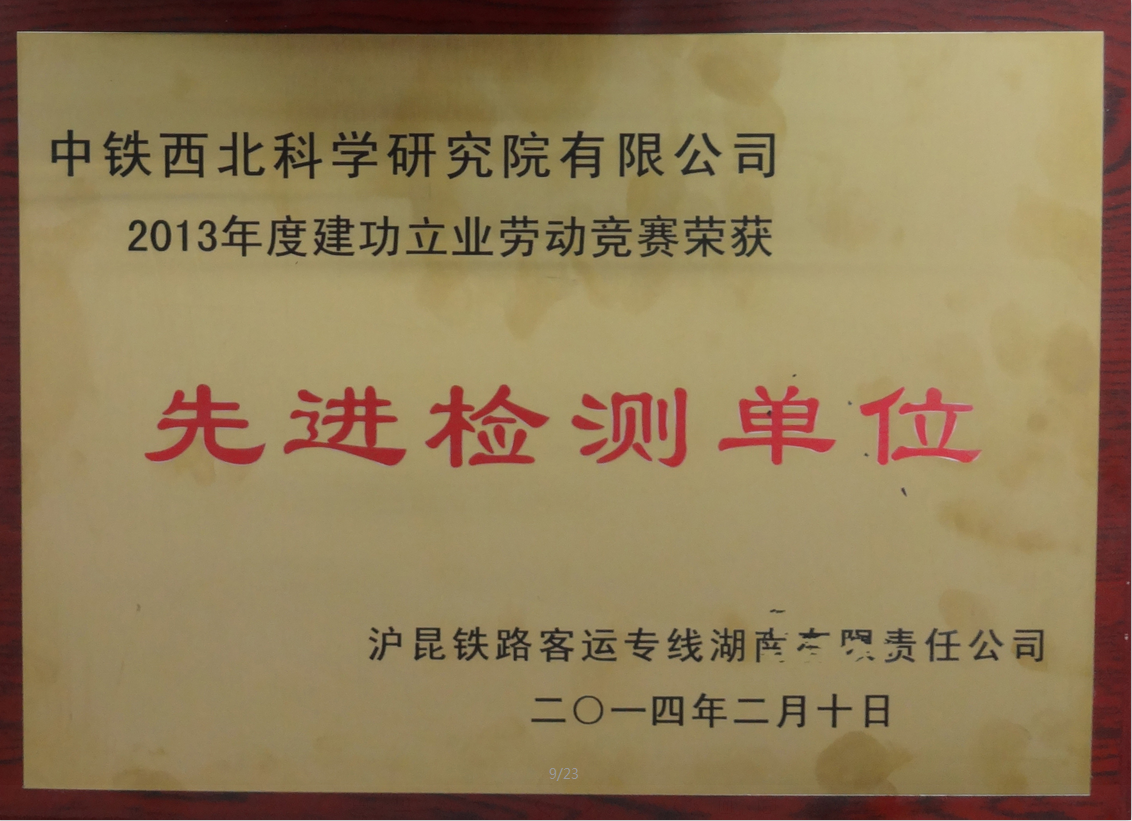 中铁西北科学研究院有限公司
2013年度建功立业劳动竞赛荣获
先进检测单位
沪昆铁路客运专线湖南有限责任公司
二〇一四年二月十日
9/23